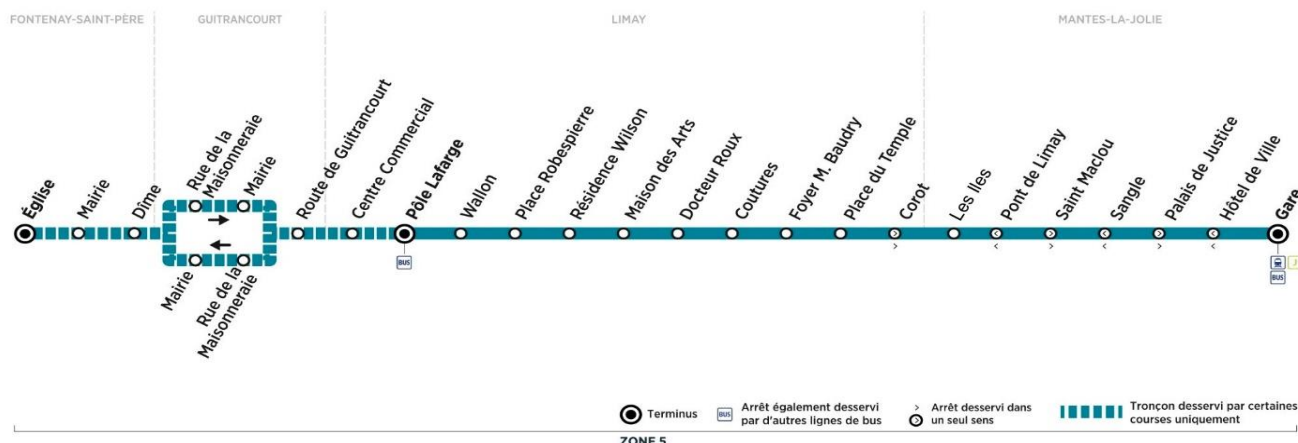 FONTENAY-SAINT-PÈRE
GUITRANCOURT
LIMAY
MANTES-LA-JOLIE
Église
Mairie
Dîme
Rue de la
Maisonneraie
Mairie
Mairie
Rue de la
Maisonneraie
Route de Guitrancourt
Centre Commercial
Pôle Lafarge
BUS
Wallon
Place Robespierre
Résidence Wilson
Maison des Arts
Docteur Roux
Coutures
Foyer M. Baudry
Place du Temple
Corot
Les Iles
Pont de Limay
Saint Maclou
Sangle
Palais de Justice
Hôtel de Ville
Gare
J
BUS
Terminus
BUS
Arrêt également desservi
par d'autres lignes de bus
Arrêt desservi dans
un seul sens
Tronçon desservi par certaines
courses uniquement
ZONE 5